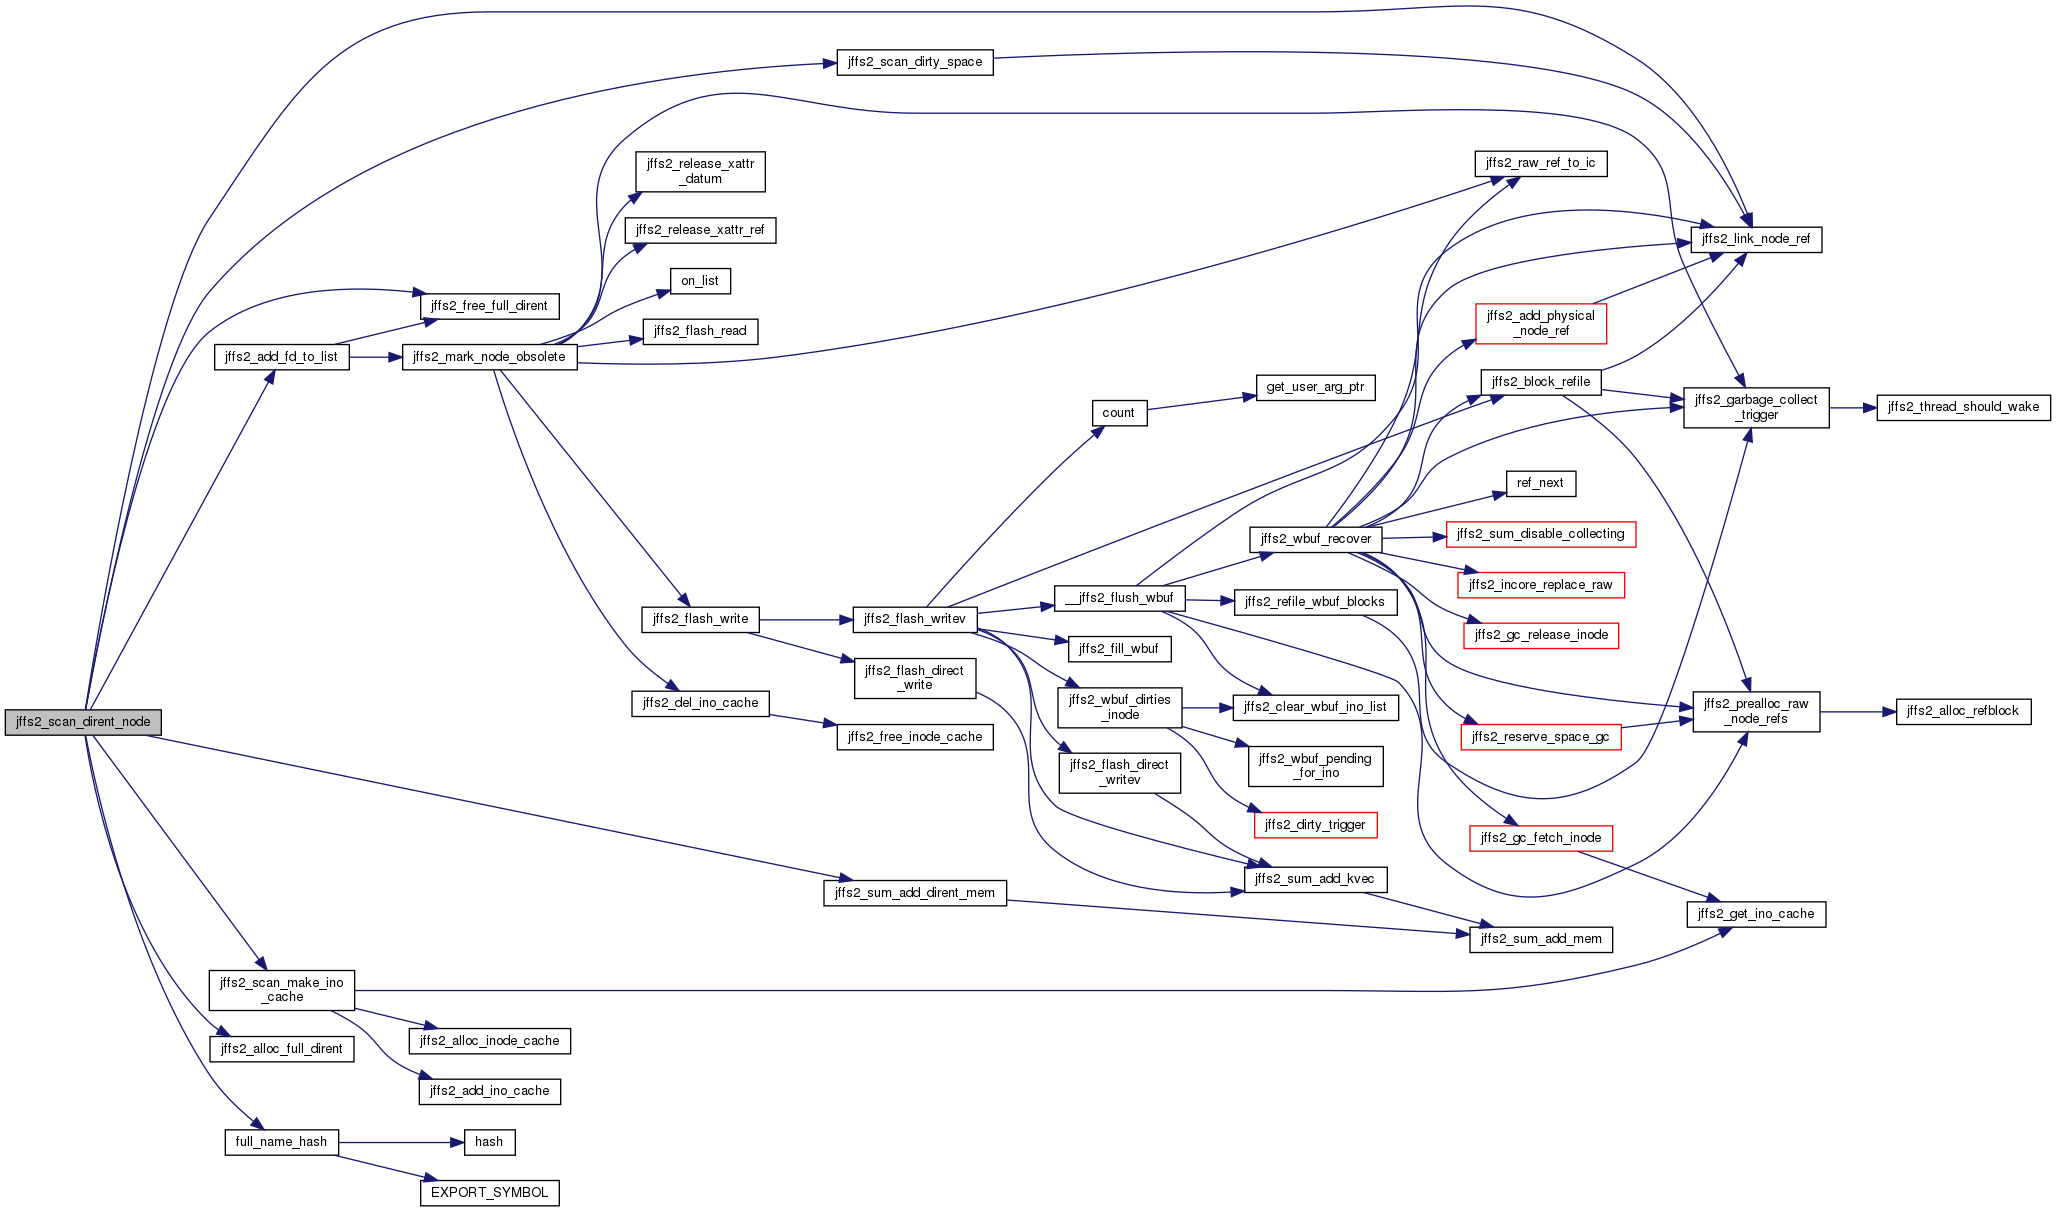 jffs2_scan_dirty_space
jffs2_release_xattr
_datum
jffs2_raw_ref_to_ic
jffs2_release_xattr_ref
jffs2_link_node_ref
on_list
jffs2_free_full_dirent
jffs2_add_physical
_node_ref
jffs2_flash_read
jffs2_add_fd_to_list
jffs2_mark_node_obsolete
get_user_arg_ptr
jffs2_block_refile
count
jffs2_garbage_collect
_trigger
jffs2_thread_should_wake
ref_next
jffs2_wbuf_recover
jffs2_sum_disable_collecting
jffs2_incore_replace_raw
__jffs2_flush_wbuf
jffs2_refile_wbuf_blocks
jffs2_flash_write
jffs2_flash_writev
jffs2_gc_release_inode
jffs2_fill_wbuf
jffs2_flash_direct
_write
jffs2_del_ino_cache
jffs2_wbuf_dirties
_inode
jffs2_clear_wbuf_ino_list
jffs2_prealloc_raw
_node_refs
jffs2_alloc_refblock
jffs2_scan_dirent_node
jffs2_free_inode_cache
jffs2_reserve_space_gc
jffs2_wbuf_pending
_for_ino
jffs2_flash_direct
_writev
jffs2_dirty_trigger
jffs2_gc_fetch_inode
jffs2_sum_add_kvec
jffs2_sum_add_dirent_mem
jffs2_get_ino_cache
jffs2_sum_add_mem
jffs2_scan_make_ino
_cache
jffs2_alloc_inode_cache
jffs2_alloc_full_dirent
jffs2_add_ino_cache
full_name_hash
hash
EXPORT_SYMBOL